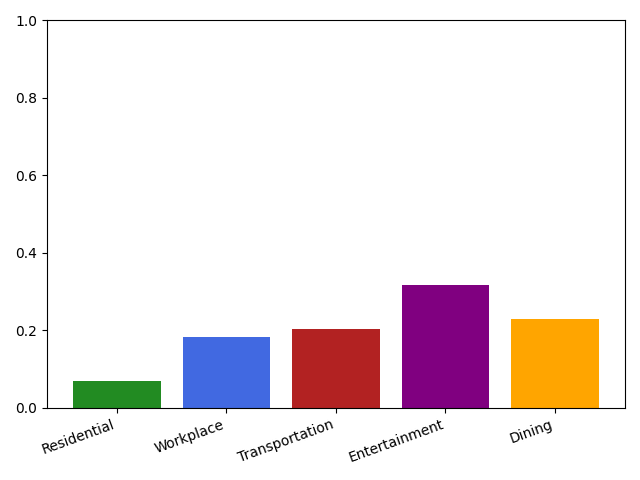 1.0
0.8
0.6
0.4
0.2
0.0
Residential
Workplace
Transportation
Entertainment
Dining